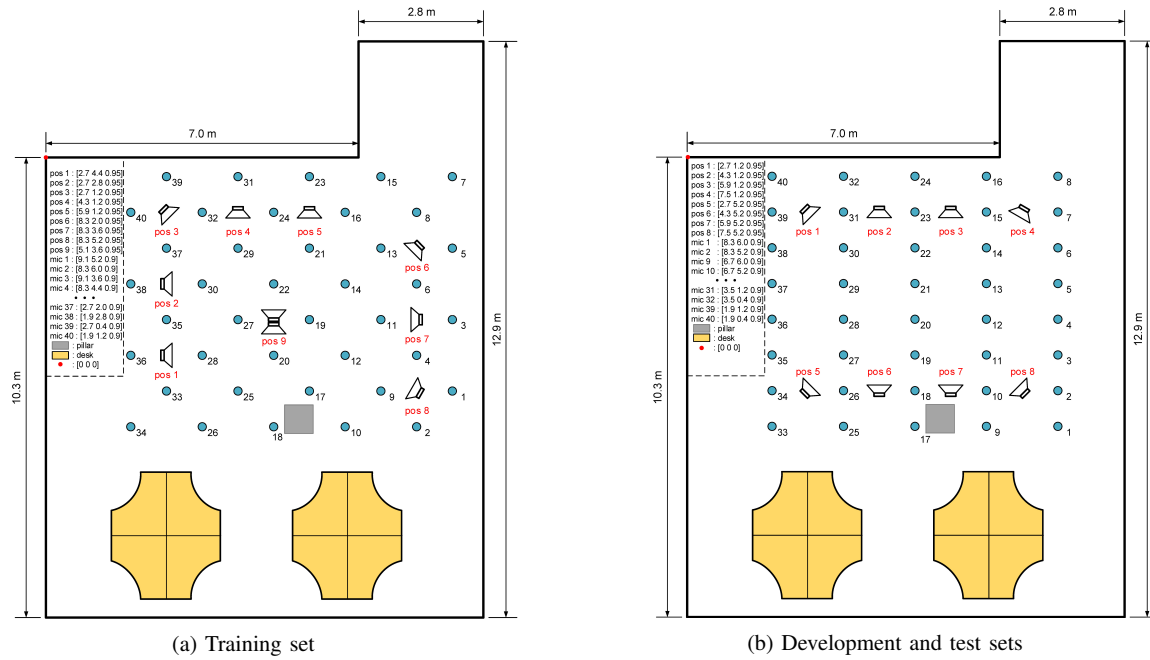 2.8 m
7.0 m
12.9 m
10.3 m
pos 1 : [2.7 4.4 0.95]
pos 2 : [2.7 2.8 0.95]
pos 3 : [2.7 1.2 0.95]
pos 4 : [4.3 1.2 0.95]
pos 5 : [5.9 1.2 0.95]
pos 6 : [8.3 2.0 0.95]
pos 7 : [8.3 3.6 0.95]
pos 8 : [8.3 5.2 0.95]
pos 9 : [5.1 3.6 0.95]
mic 1 : [9.1 5.2 0.9]
mic 2 : [8.3 6.0 0.9]
mic 3 : [9.1 3.6 0.9]
mic 4 : [8.3 4.4 0.9]
• • •
mic 37 : [2.7 2.0 0.9]
mic 38 : [1.9 2.8 0.9]
mic 39 : [2.7 0.4 0.9]
mic 40 : [1.9 1.2 0.9]
: pillar
: desk
: [0 0 0]
39 31 23 15 7
40 32 24 16 8
pos 3 pos 4 pos 5
37 29 21 13 5
pos 6
38 30 22 14 6
pos 2
35 27 19 11 3
pos 9 pos 7
36 28 20 12 4
pos 1
33 25 17 9 1
pos 8
34 26 18 10 2
(a) Training set
2.8 m
7.0 m
12.9 m
10.3 m
pos 1 : [2.7 1.2 0.95]
pos 2 : [4.3 1.2 0.95]
pos 3 : [5.9 1.2 0.95]
pos 4 : [7.5 1.2 0.95]
pos 5 : [2.7 5.2 0.95]
pos 6 : [4.3 5.2 0.95]
pos 7 : [5.9 5.2 0.95]
pos 8 : [7.5 5.2 0.95]
mic 1 : [8.3 6.0 0.9]
mic 2 : [8.3 5.2 0.9]
mic 9 : [6.7 6.0 0.9]
mic 10 : [6.7 5.2 0.9]
• • •
mic 31 : [3.5 1.2 0.9]
mic 32 : [3.5 0.4 0.9]
mic 39 : [1.9 1.2 0.9]
mic 40 : [1.9 0.4 0.9]
: pillar
: desk
: [0 0 0]
40 32 24 16 8
39 31 23 15 7
pos 1 pos 2 pos 3 pos 4
38 30 22 14 6
37 29 21 13 5
36 28 20 12 4
35 27 19 11 3
pos 5 pos 6 pos 7 pos 8
34 26 18 10 2
33 25 17 9 1
(b) Development and test sets